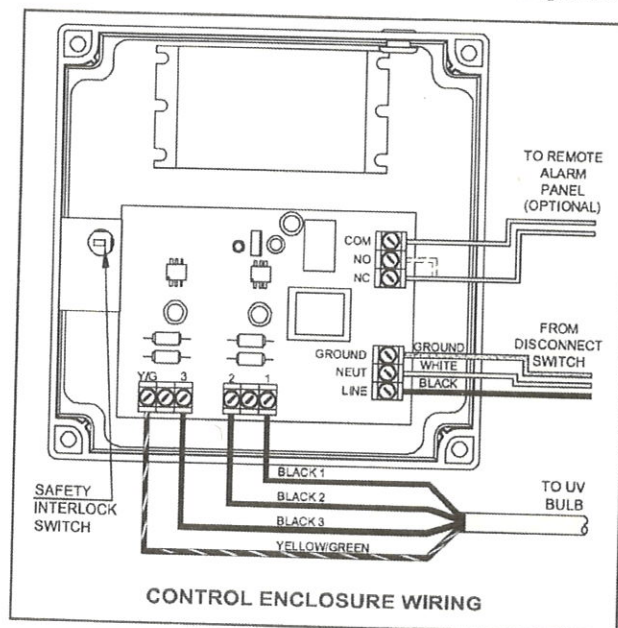 TO REMOTE
ALARM
PANEL
(OPTIONAL)
COM
NO
NC
FROM
DISCONNECT
SWITCH
GROUND
GROUND
NEUT
WHITE
LINE
BLACK
Y/G 3 2 1
BLACK 1
BLACK 2
BLACK 3
YELLOW/GREEN
SAFETY
INTERLOCK
SWITCH
TO UV
BULB
CONTROL ENCLOSURE WIRING